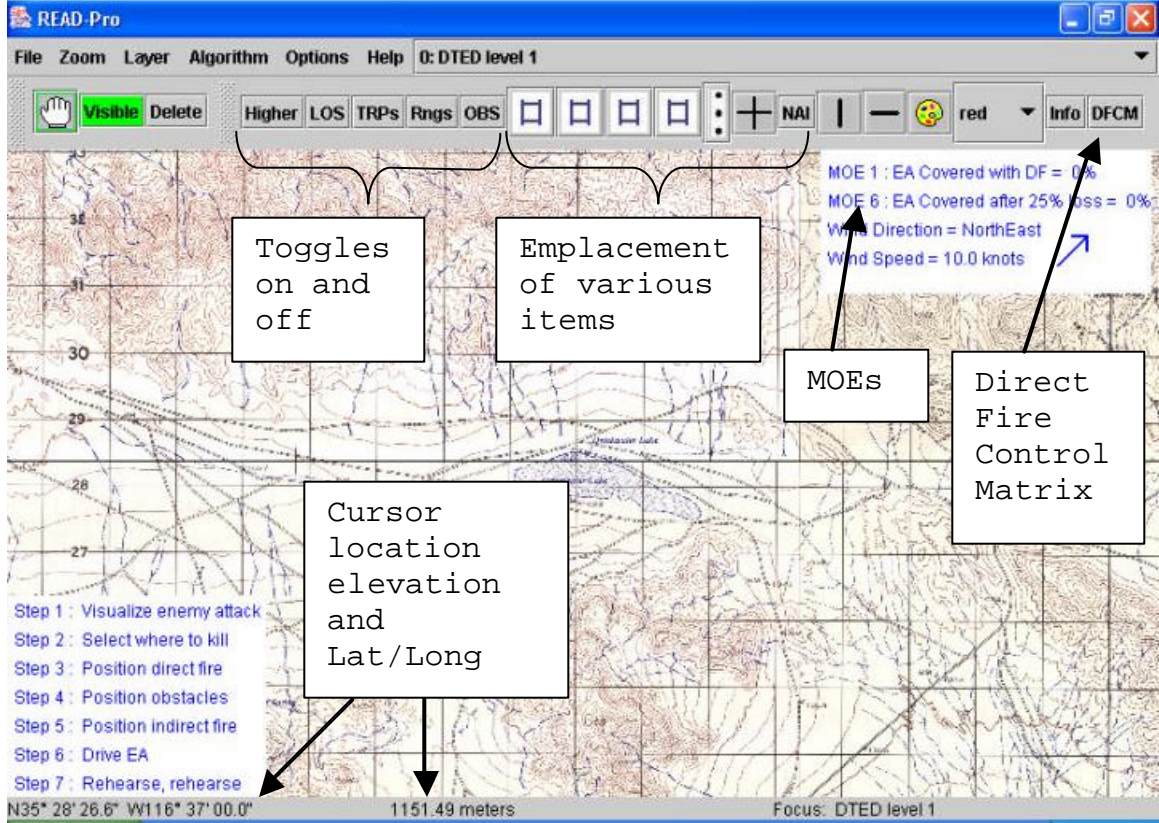 READ-Pro
File Zoom Layer Algorithm Options Help 0: DTED level 1
Visible Delete Higher LOS TRPs Rngs OBS NAI red Info DFCM
MOE 1 : EA Covered with DF = 0%
MOE 6 : EA Covered after 25% loss = 0%
Wind Direction = NorthEast
Wind Speed = 10.0 knots
Toggles
on and
off
Emplacement
of various
items
MOEs
Direct
Fire
Control
Matrix
33
32
31
30
29
28
27
Cursor
location
elevation
and
Lat/Long
Step 1 : Visualize enemy attack
Step 2 : Select where to kill
Step 3 : Position direct fire
Step 4 : Position obstacles
Step 5 : Position indirect fire
Step 6 : Drive EA
Step 7 : Rehearse, rehearse
N35° 28' 26.6" W116° 37' 00.0" 1151.49 meters Focus: DTED level 1